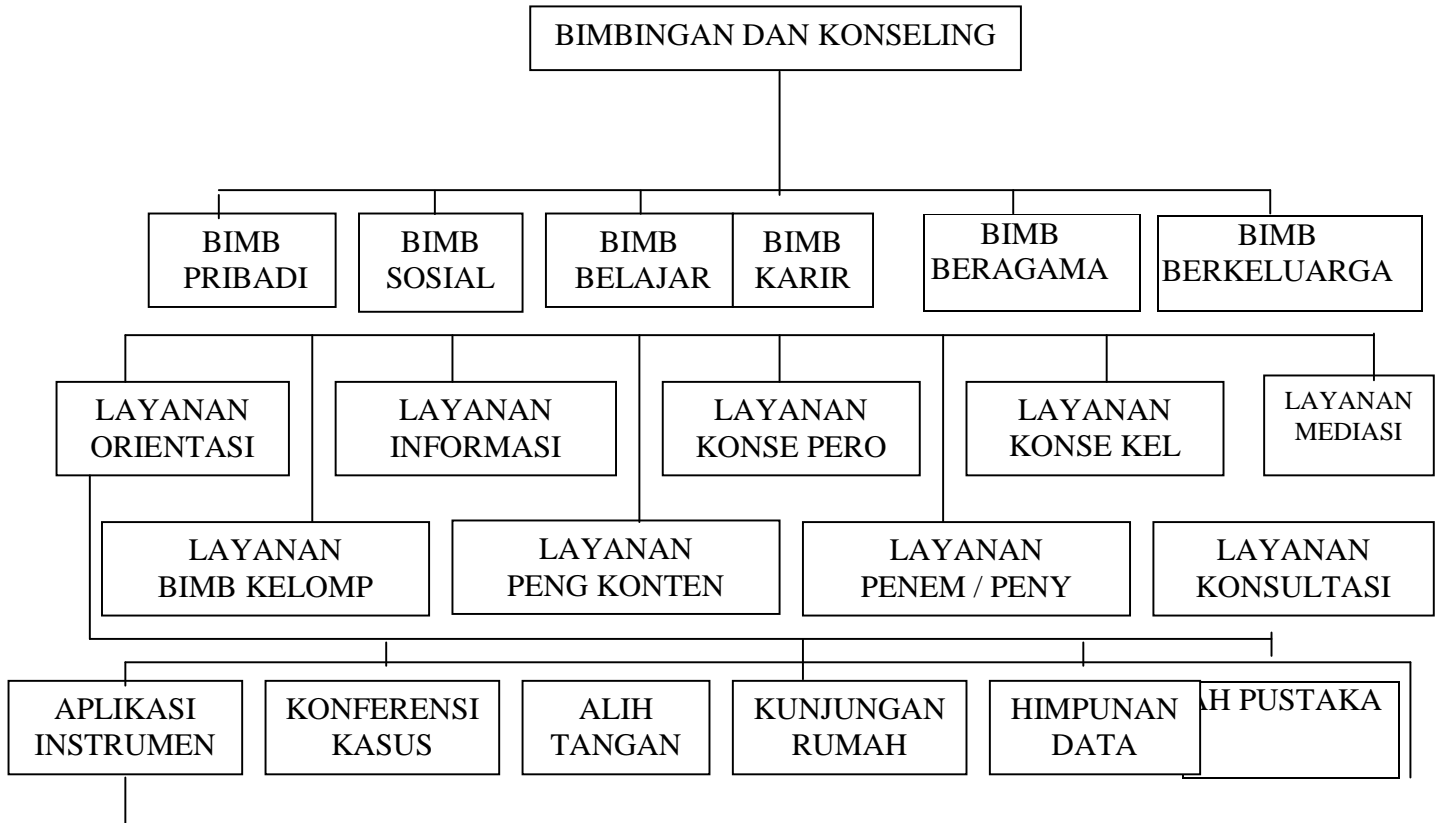 BIMBINGAN DAN KONSELING
BIMB
PRIBADI
BIMB
SOSIAL
BIMB
BELAJAR
BIMB
KARIR
BIMB
BERAGAMA
BIMB
BERKELUARGA
LAYANAN
ORIENTASI
LAYANAN
INFORMASI
LAYANAN
KONSE PERO
LAYANAN
KONSE KEL
LAYANAN
MEDIASI
LAYANAN
BIMB KELOMP
LAYANAN
PENG KONTEN
LAYANAN
PENEM / PENY
LAYANAN
KONSULTASI
APLIKASI
INSTRUMEN
KONFERENSI
KASUS
ALIH
TANGAN
KUNJUNGAN
RUMAH
HIMPUNAN
DATA
PUSTAKA